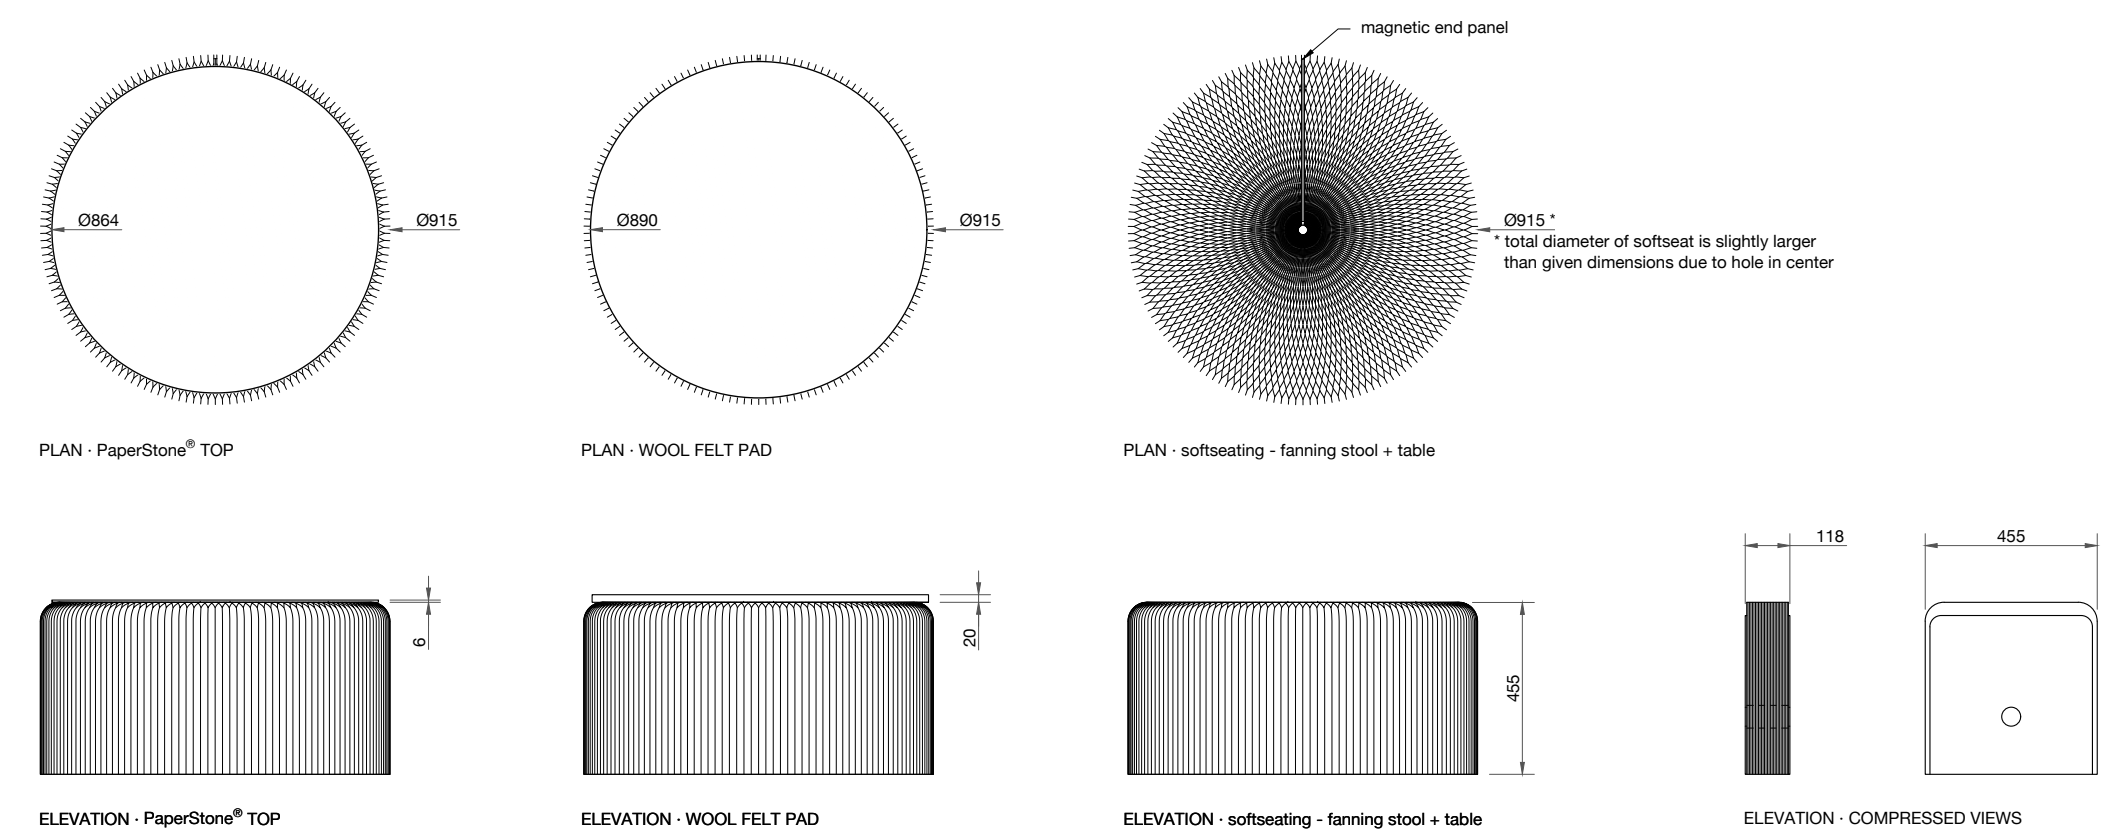 magnetic end panel
Ø864
Ø915
Ø890
Ø915
Ø915 *
* total diameter of softseat is slightly larger
than given dimensions due to hole in center
PLAN · PaperStone® TOP
PLAN · WOOL FELT PAD
PLAN · softseating - fanning stool + table
118
455
6
20
455
ELEVATION · PaperStone® TOP
ELEVATION · WOOL FELT PAD
ELEVATION · softseating - fanning stool + table
ELEVATION · COMPRESSED VIEWS